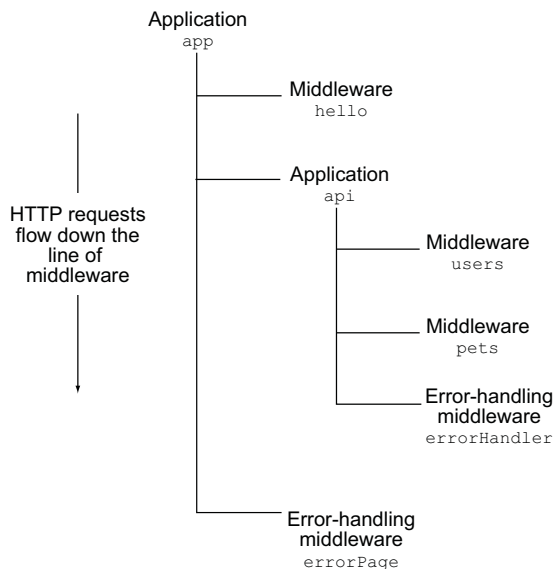 Application
app
Middleware
hello
Application
api
HTTP requests
flow down the
line of
middleware
Middleware
users
Middleware
pets
Error-handling
middleware
errorHandler
Error-handling
middleware
errorPage